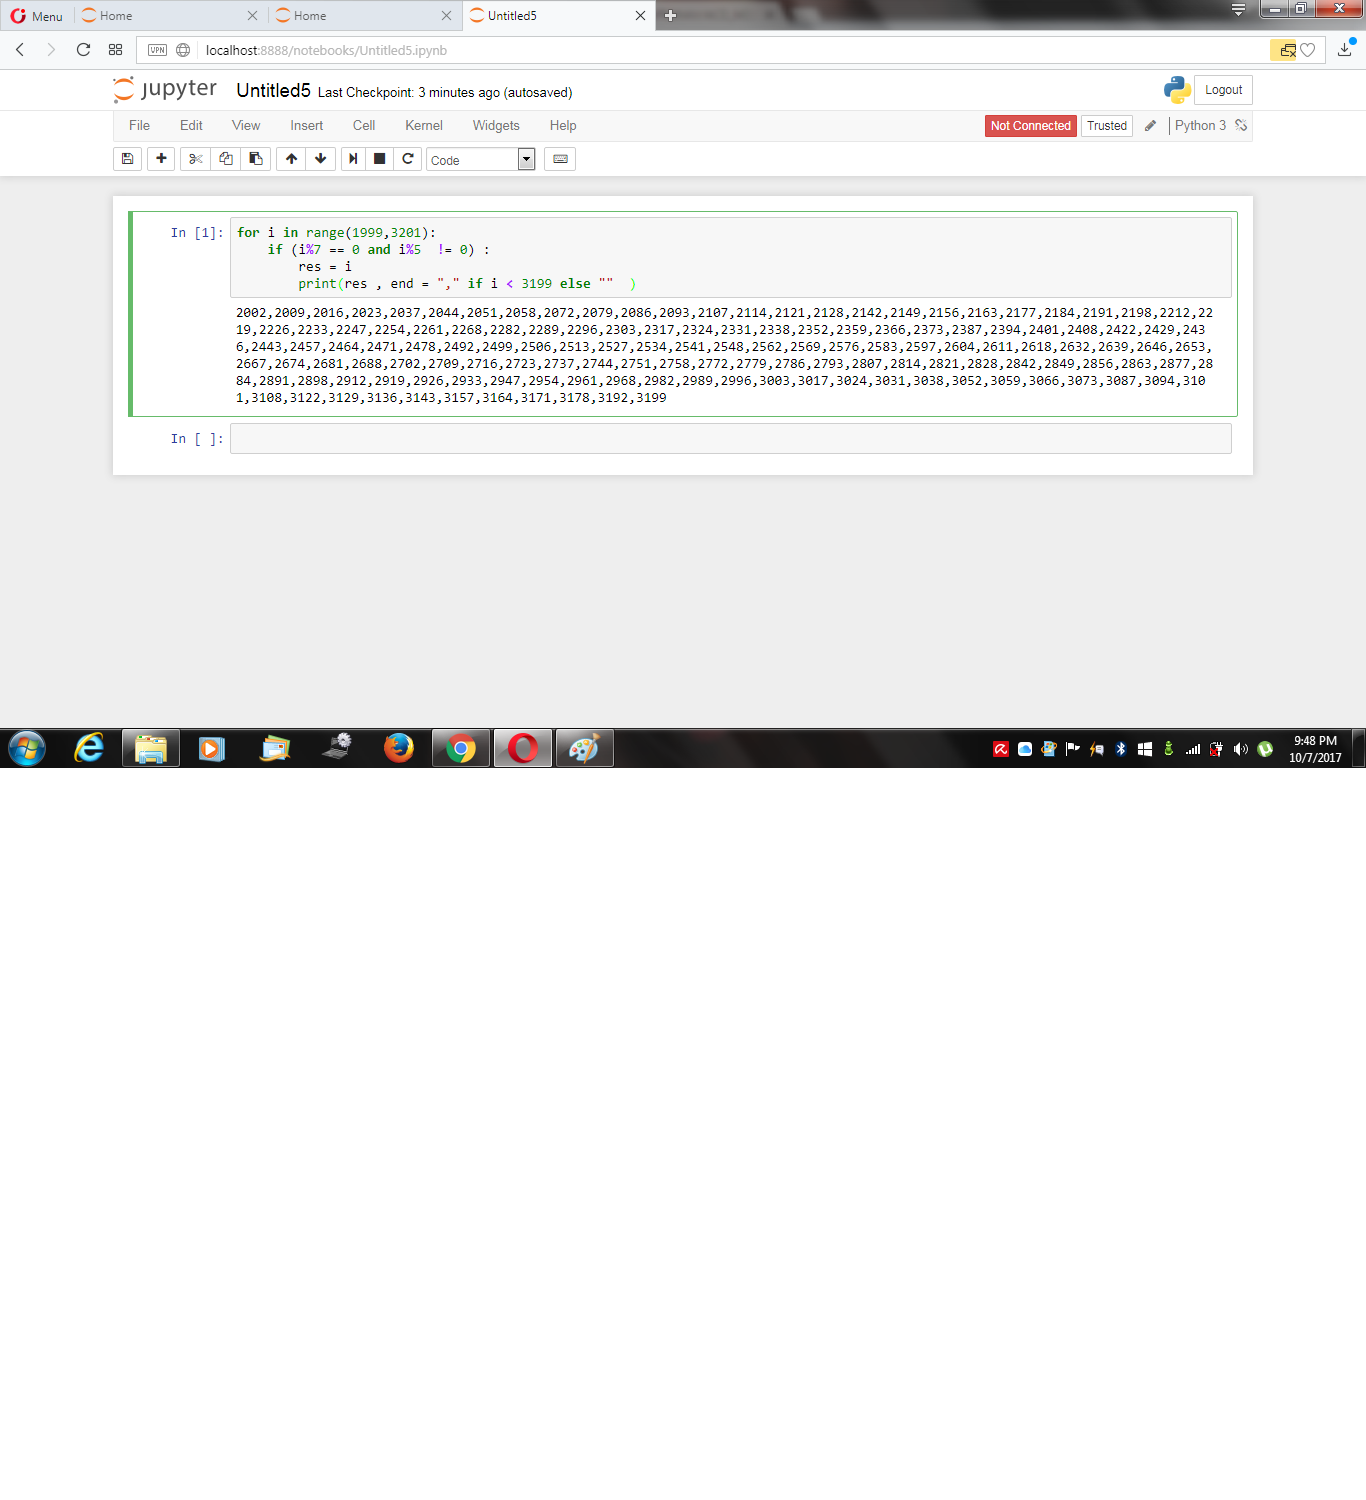 Menu Home Home Untitled5
VPN localhost:8888/notebooks/Untitled5.ipynb
jupyter Untitled5 Last Checkpoint: 3 minutes ago (autosaved) Logout
File Edit View Insert Cell Kernel Widgets Help Not Connected Trusted Python 3
Code
In [1]: for i in range(1999,3201):
    if (i%7 == 0 and i%5  != 0) :
        res = i
        print(res , end = "," if i < 3199 else ""  )
2002,2009,2016,2023,2037,2044,2051,2058,2072,2079,2086,2093,2107,2114,2121,2128,2142,2149,2156,2163,2177,2184,2191,2198,2212,22
19,2226,2233,2247,2254,2261,2268,2282,2289,2296,2303,2317,2324,2331,2338,2352,2359,2366,2373,2387,2394,2401,2408,2422,2429,243
6,2443,2457,2464,2471,2478,2492,2499,2506,2513,2527,2534,2541,2548,2562,2569,2576,2583,2597,2604,2611,2618,2632,2639,2646,2653,
2667,2674,2681,2688,2702,2709,2716,2723,2737,2744,2751,2758,2772,2779,2786,2793,2807,2814,2821,2828,2842,2849,2856,2863,2877,28
84,2891,2898,2912,2919,2926,2933,2947,2954,2961,2968,2982,2989,2996,3003,3017,3024,3031,3038,3052,3059,3066,3073,3087,3094,310
1,3108,3122,3129,3136,3143,3157,3164,3171,3178,3192,3199
In [ ]:
9:48 PM
10/7/2017